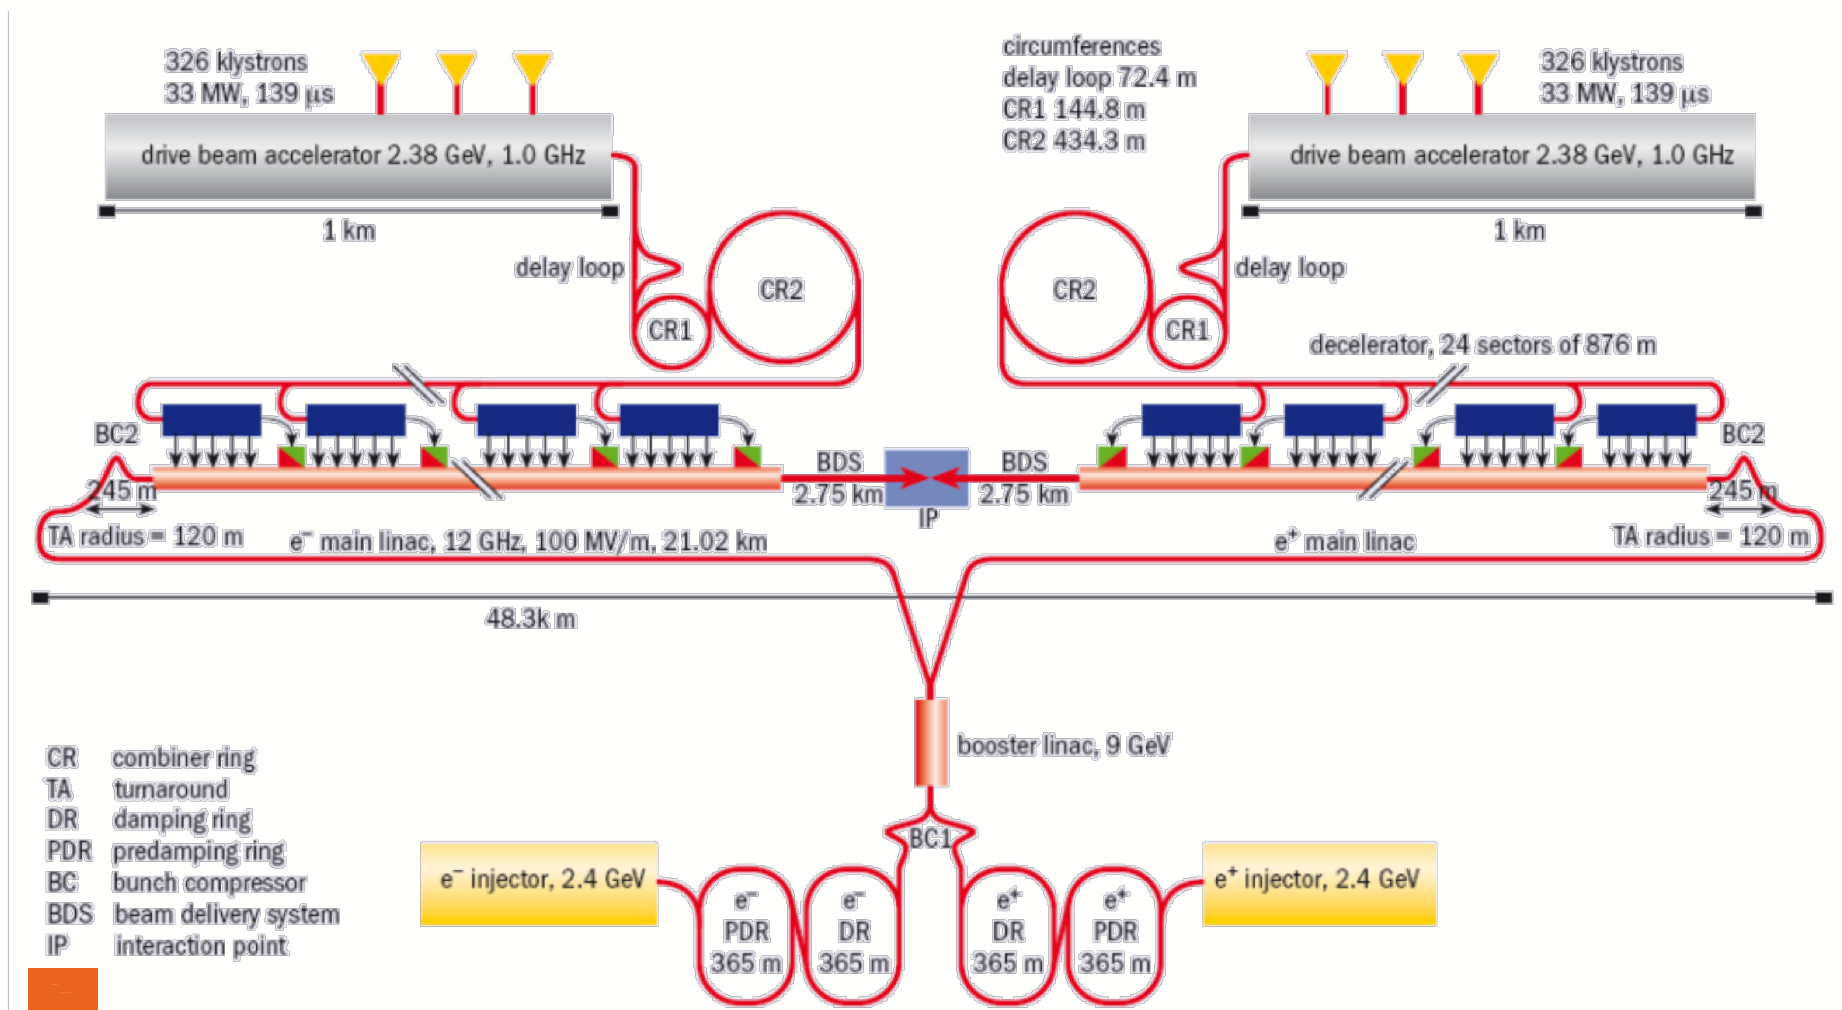 326 klystrons
33 MW, 139 μs
circumferences
delay loop 72.4 m
CR1 144.8 m
CR2 434.3 m
326 klystrons
33 MW, 139 μs
drive beam accelerator 2.38 GeV, 1.0 GHz
drive beam accelerator 2.38 GeV, 1.0 GHz
1 km
1 km
delay loop
CR2
CR1
CR2
CR1
delay loop
decelerator, 24 sectors of 876 m
BC2
BC2
BDS
2.75 km
BDS
2.75 km
IP
245 m
245 m
TA radius = 120 m
e⁻ main linac, 12 GHz, 100 MV/m, 21.02 km
e⁺ main linac
TA radius = 120 m
48.3k m
booster linac, 9 GeV
BC1
CR combiner ring
TA turnaround
DR damping ring
PDR predamping ring
BC bunch compressor
BDS beam delivery system
IP interaction point
e⁻ injector, 2.4 GeV
e⁻
PDR
365 m
e⁻
DR
365 m
e⁺
DR
365 m
e⁺
PDR
365 m
e⁺ injector, 2.4 GeV